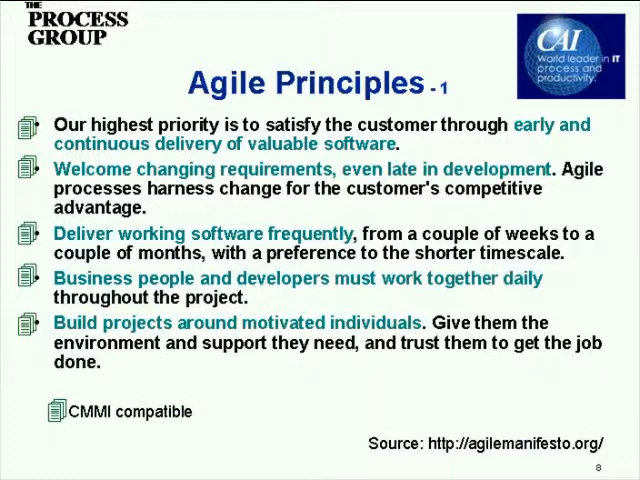 THE
PROCESS
GROUP
CAI
World leader in IT
process and
productivity.
Agile Principles - 1
• Our highest priority is to satisfy the customer through early and
continuous delivery of valuable software.
• Welcome changing requirements, even late in development. Agile
processes harness change for the customer's competitive
advantage.
• Deliver working software frequently, from a couple of weeks to a
couple of months, with a preference to the shorter timescale.
• Business people and developers must work together daily
throughout the project.
• Build projects around motivated individuals. Give them the
environment and support they need, and trust them to get the job
done.
CMMI compatible
Source: http://agilemanifesto.org/
8